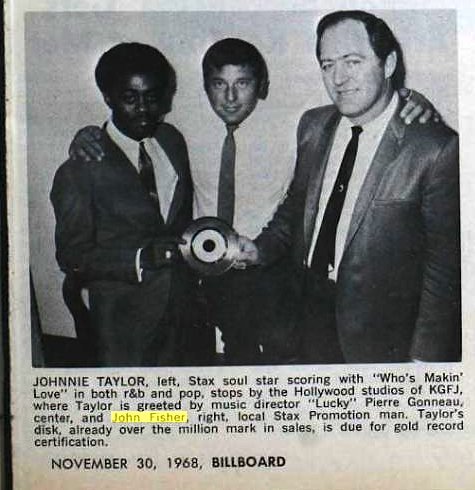 JOHNNIE TAYLOR, left, Stax soul star scoring with "Who's Makin'
Love" in both r&b and pop, stops by the Hollywood studios of KGFJ,
where Taylor is greeted by music director "Lucky" Pierre Gonneau,
center, and John Fisher, right, local Stax Promotion man. Taylor's
disk, already over the million mark in sales, is due for gold record
certification.
NOVEMBER 30, 1968, BILLBOARD